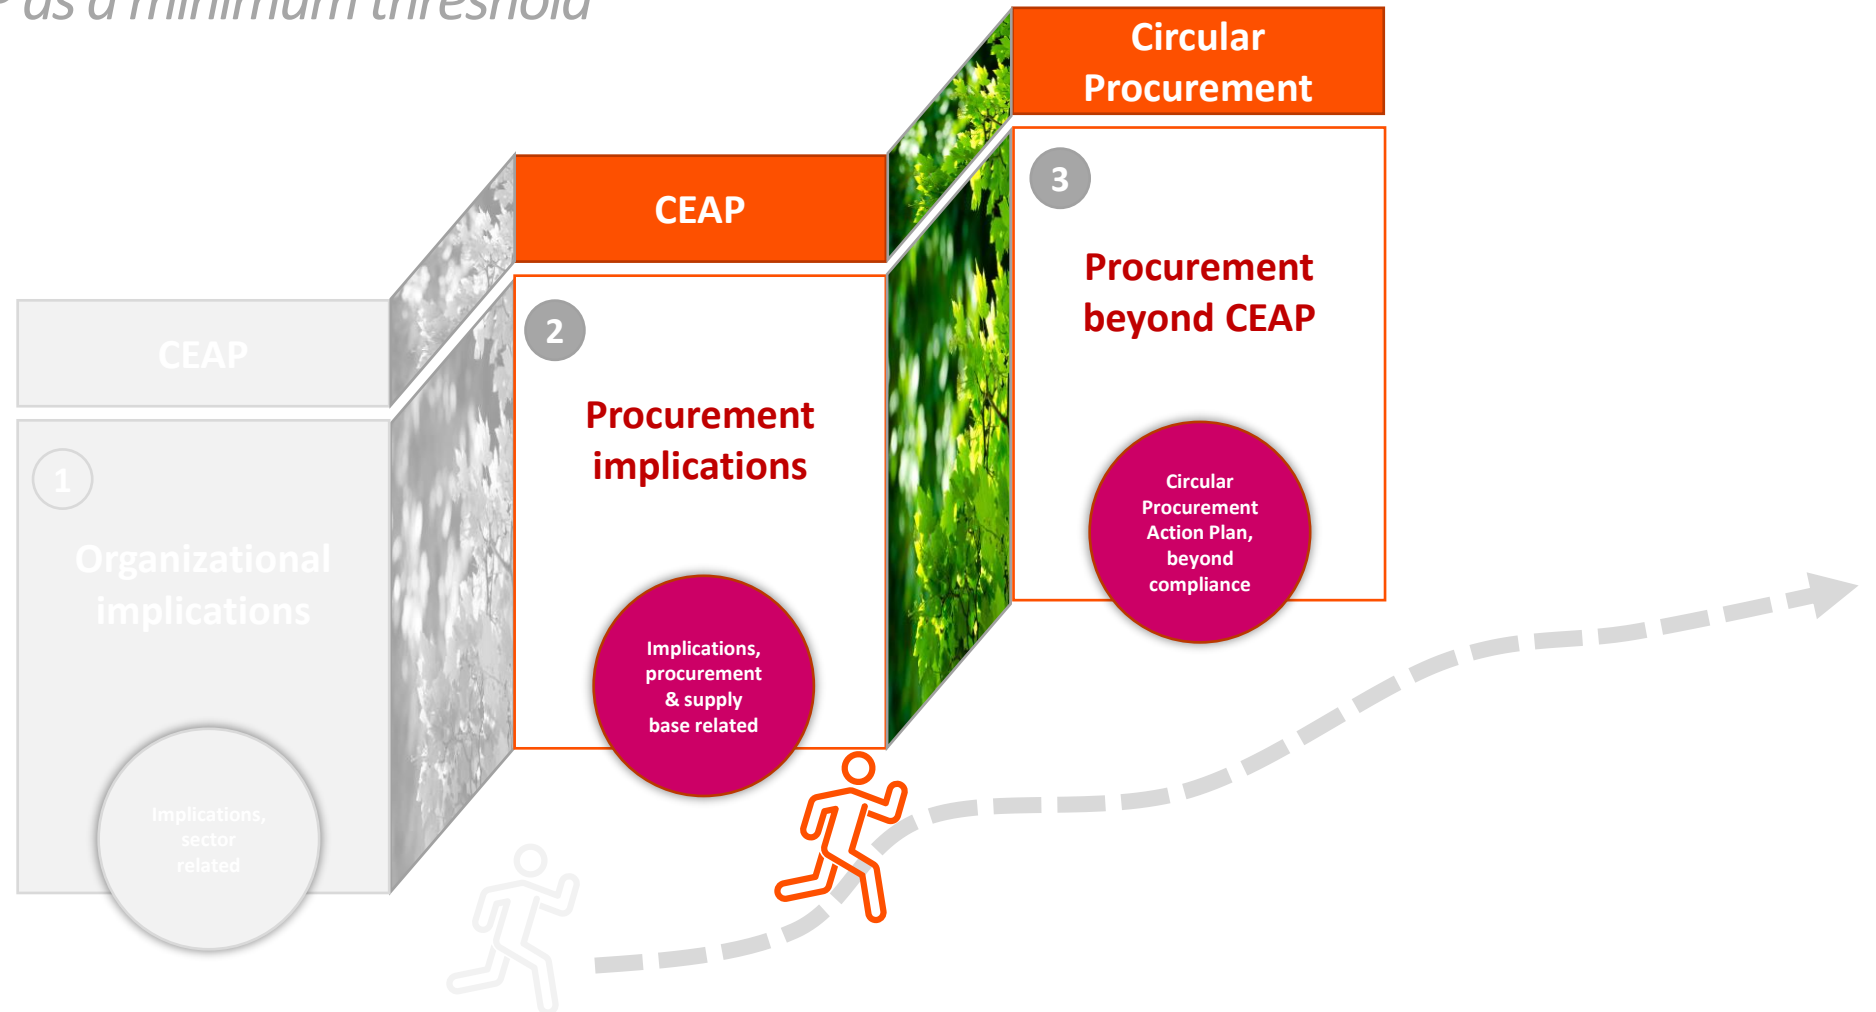 as a minimum threshold
CEAP
1
Organizational
implications
Implications,
sector
related
CEAP
2
Procurement
implications
Implications,
procurement
& supply
base related
Circular
Procurement
3
Procurement
beyond CEAP
Circular
Procurement
Action Plan,
beyond
compliance